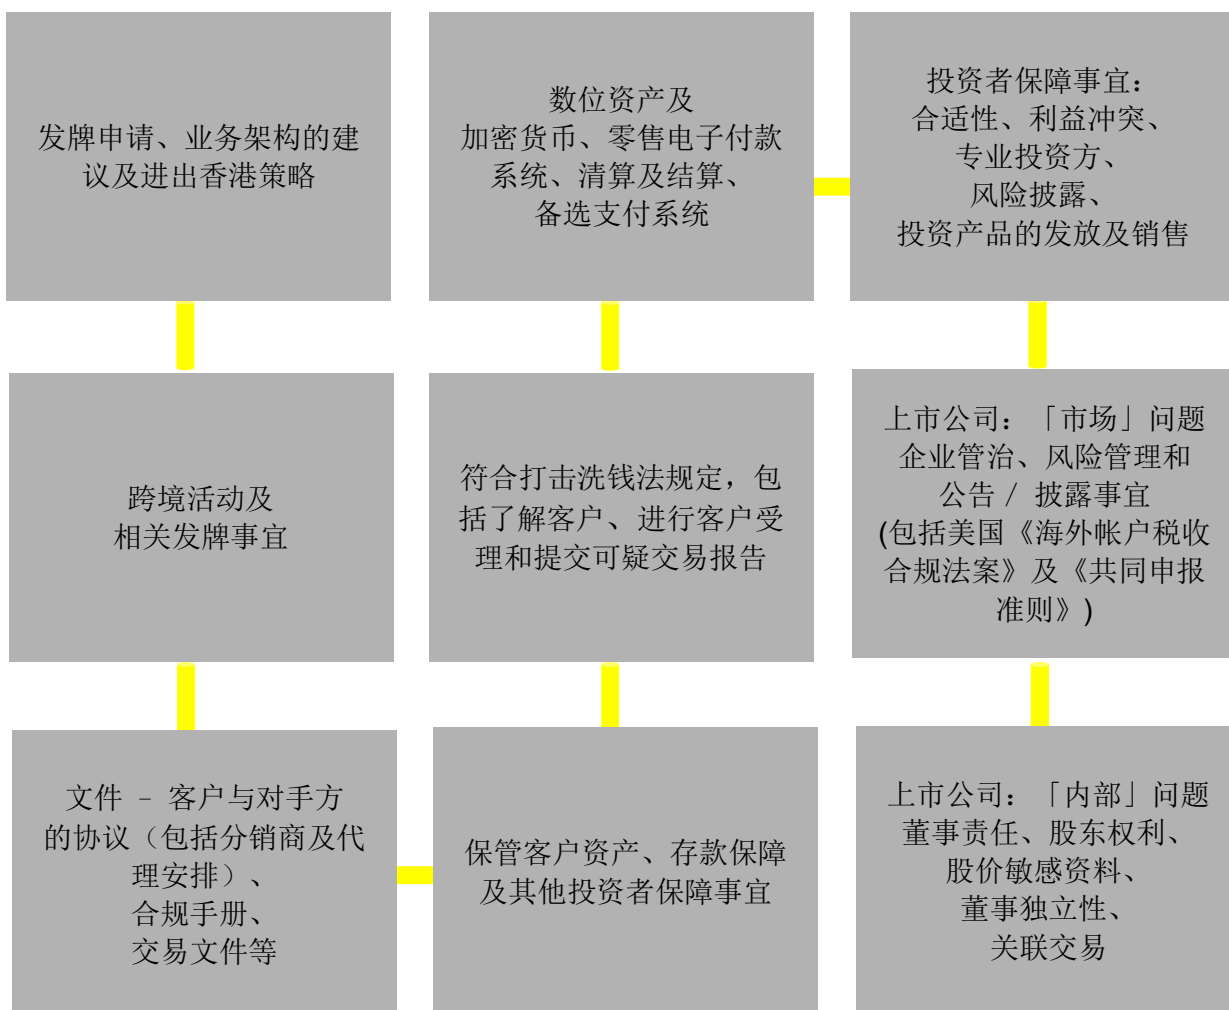 发牌申请、业务架构的建
议及进出香港策略
跨境活动及
相关发牌事宜
文件 – 客户与对手方
的协议（包括分销商及代
理安排）、
合规手册、
交易文件等
保管客户资产、存款保障
及其他投资者保障事宜
符合打击洗钱法规定，包
括了解客户、进行客户受
理和提交可疑交易报告
数位资产及
加密货币、零售电子付款
系统、清算及结算、
备选支付系统
投资者保障事宜：
合适性、利益冲突、
专业投资方、
风险披露、
投资产品的发放及销售
上市公司：「市场」问题
企业管治、风险管理和
公告 / 披露事宜
(包括美国《海外帐户税收
合规法案》及《共同申报
准则》)
上市公司：「内部」问题
董事责任、股东权利、
股价敏感资料、
董事独立性、
关联交易